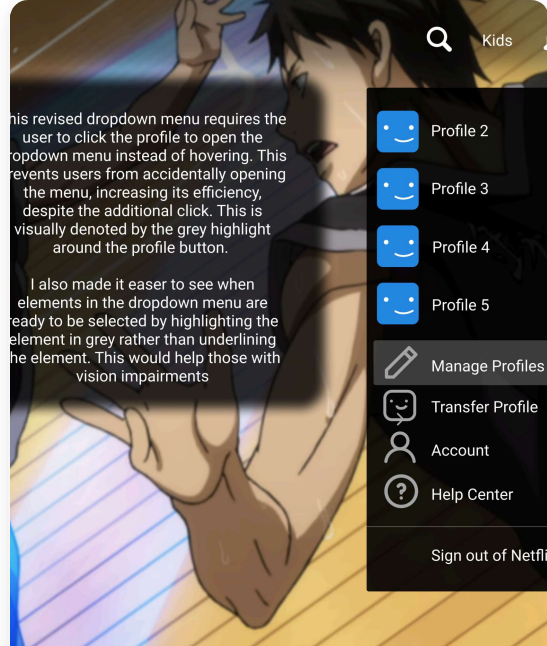 Kids
his revised dropdown menu requires the
user to click the profile to open the
ropdown menu instead of hovering. This
revents users from accidentally opening
the menu, increasing its efficiency,
despite the additional click. This is
visually denoted by the grey highlight
around the profile button.
I also made it easer to see when
elements in the dropdown menu are
ready to be selected by highlighting the
element in grey rather than underlining
he element. This would help those with
vision impairments
Profile 2
Profile 3
Profile 4
Profile 5
Manage Profiles
Transfer Profile
Account
? Help Center
Sign out of Netfli